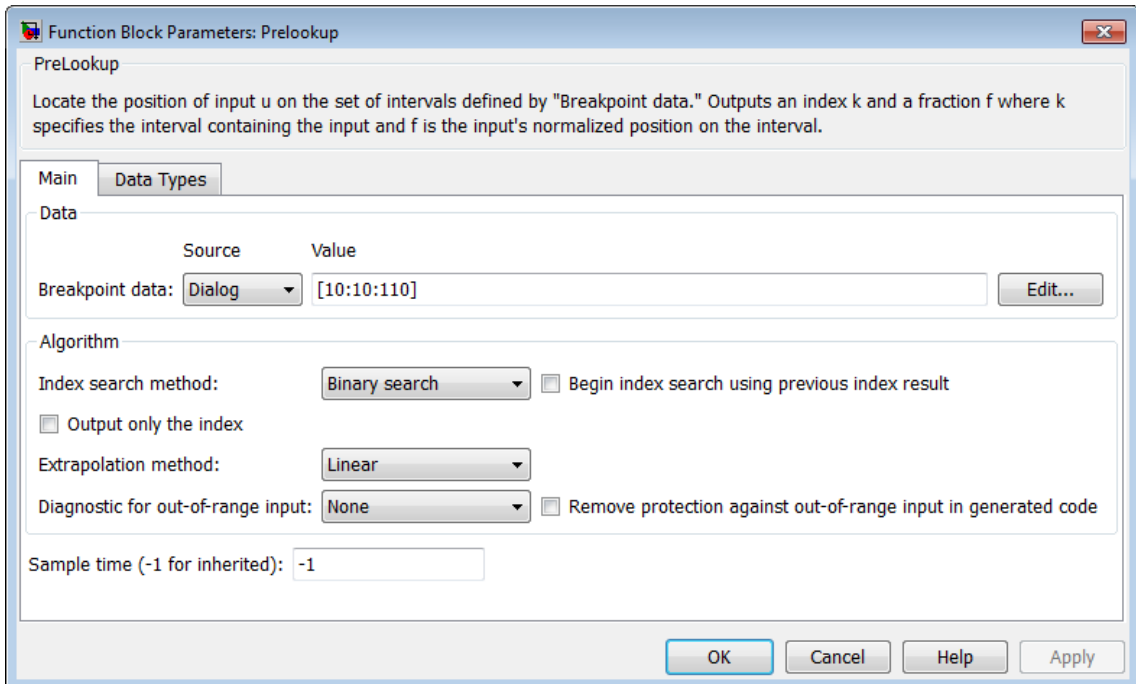 Function Block Parameters: Prelookup
PreLookup
Locate the position of input u on the set of intervals defined by "Breakpoint data." Outputs an index k and a fraction f where k
specifies the interval containing the input and f is the input's normalized position on the interval.
Main Data Types
Data
Source Value
Breakpoint data: Dialog [10:10:110] Edit...
Algorithm
Index search method: Binary search Begin index search using previous index result
Output only the index
Extrapolation method: Linear
Diagnostic for out-of-range input: None Remove protection against out-of-range input in generated code
Sample time (-1 for inherited): -1
OK Cancel Help Apply